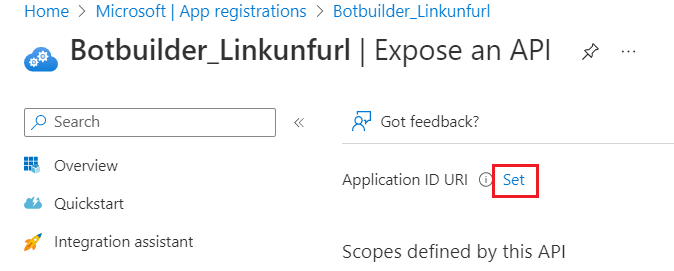 Home > Microsoft | App registrations > Botbuilder_Linkunfurl
Botbuilder_Linkunfurl | Expose an API
Search
Got feedback?
Overview
Application ID URI Set
Quickstart
Integration assistant
Scopes defined by this API